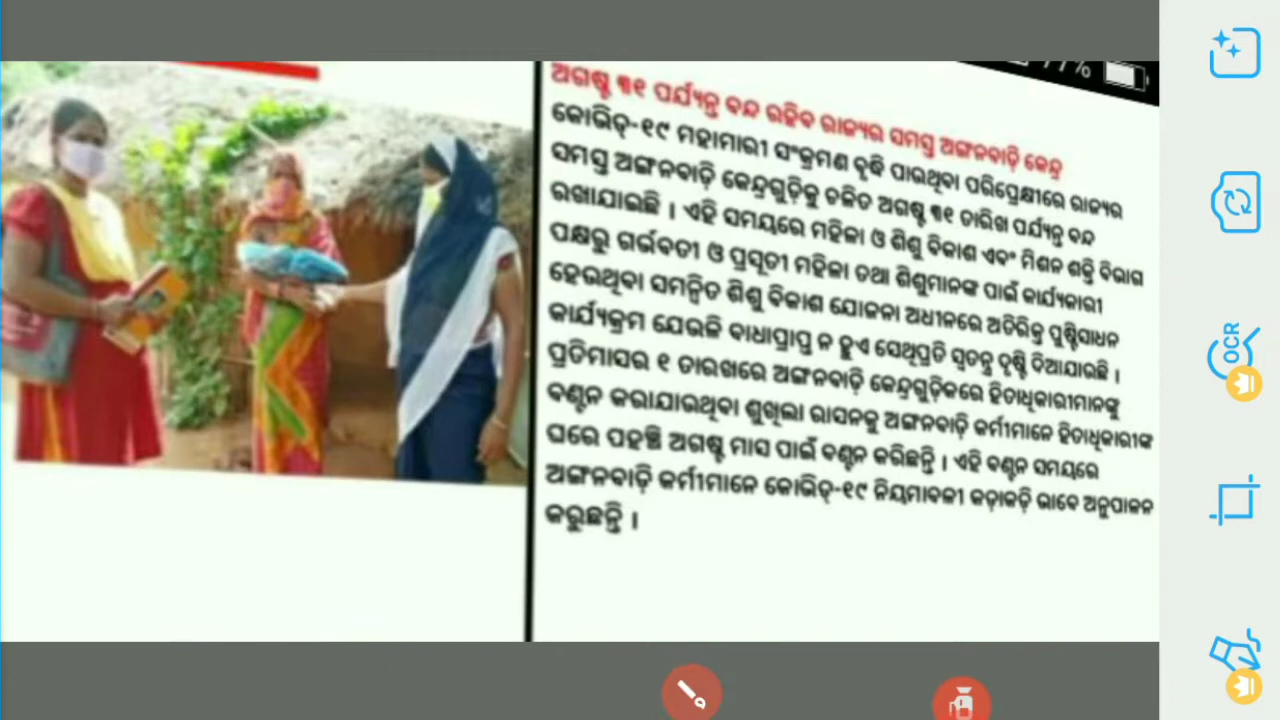 77%
ଅଗଷ୍ଟ ୩୧ ପର୍ଯ୍ୟନ୍ତ ବନ୍ଦ ରହିବ ରାଜ୍ୟର ସମସ୍ତ ଅଙ୍ଗନବାଡ଼ି କେନ୍ଦ୍ର
କୋଭିଡ୍-୧୯ ମହାମାରୀ ସଂକ୍ରମଣ ବୃଦ୍ଧି ପାଉଥିବା ପରିପ୍ରେକ୍ଷୀରେ ରାଜ୍ୟର
ସମସ୍ତ ଅଙ୍ଗନବାଡ଼ି କେନ୍ଦ୍ରଗୁଡ଼ିକୁ ଚଳିତ ଅଗଷ୍ଟ ୩୧ ତାରିଖ ପର୍ଯ୍ୟନ୍ତ ବନ୍ଦ
ରଖାଯାଇଛି । ଏହି ସମୟରେ ମହିଳା ଓ ଶିଶୁ ବିକାଶ ଏବଂ ମିଶନ ଶକ୍ତି ବିଭାଗ
ପକ୍ଷରୁ ଗର୍ଭବତୀ ଓ ପ୍ରସୂତୀ ମହିଳା ତଥା ଶିଶୁମାନଙ୍କ ପାଇଁ କାର୍ଯ୍ୟକାରୀ
ହେଉଥିବା ସମନ୍ୱିତ ଶିଶୁ ବିକାଶ ଯୋଜନା ଅଧୀନରେ ଅତିରିକ୍ତ ପୁଷ୍ଟିସାଧନ
କାର୍ଯ୍ୟକ୍ରମ ଯେଭଳି ବାଧାପ୍ରାପ୍ତ ନ ହୁଏ ସେଥିପ୍ରତି ସ୍ୱତନ୍ତ୍ର ଦୃଷ୍ଟି ଦିଆଯାଉଛି ।
ପ୍ରତିମାସର ୧ ତାରଖରେ ଅଙ୍ଗନବାଡ଼ି କେନ୍ଦ୍ରଗୁଡ଼ିକରେ ହିତାଧିକାରୀମାନଙ୍କୁ
ବଣ୍ଟନ କରାଯାଉଥିବା ଶୁଖିଲା ରାସନକୁ ଅଙ୍ଗନବାଡ଼ି କର୍ମୀମାନେ ହିତାଧିକାରୀଙ୍କ
ଘରେ ପହଞ୍ଚି ଅଗଷ୍ଟ ମାସ ପାଇଁ ବଣ୍ଟନ କରିଛନ୍ତି । ଏହି ବଣ୍ଟନ ସମୟରେ
ଅଙ୍ଗନବାଡ଼ି କର୍ମୀମାନେ କୋଭିଡ୍-୧୯ ନିୟମାବଳୀ କଡ଼ାକଡ଼ି ଭାବେ ଅନୁପାଳନ
କରୁଛନ୍ତି ।
OCR